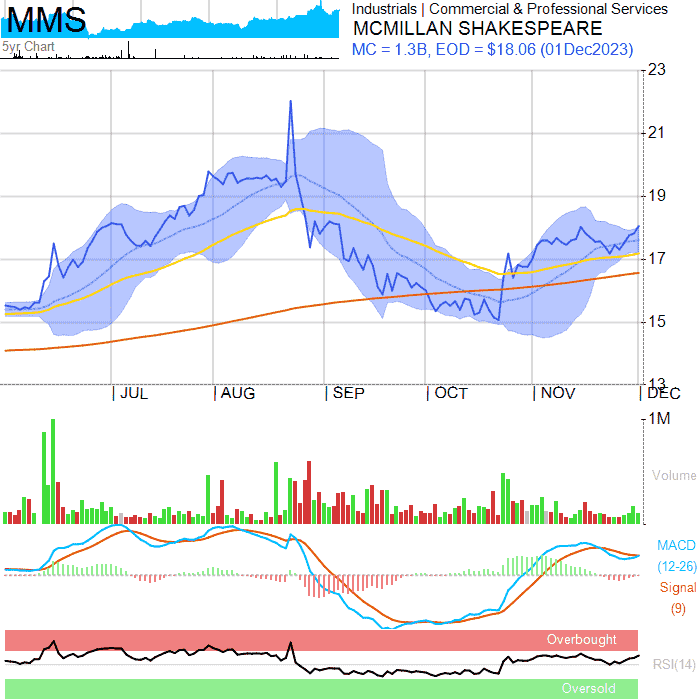 MMS
5yr Chart
Industrials | Commercial & Professional Services
MCMILLAN SHAKESPEARE
MC = 1.3B, EOD = $18.06 (01Dec2023)
23
21
19
17
15
13
JUL
AUG
SEP
OCT
NOV
DEC
1M
Volume
MACD
(12-26)
Signal
(9)
Overbought
RSI(14)
Oversold